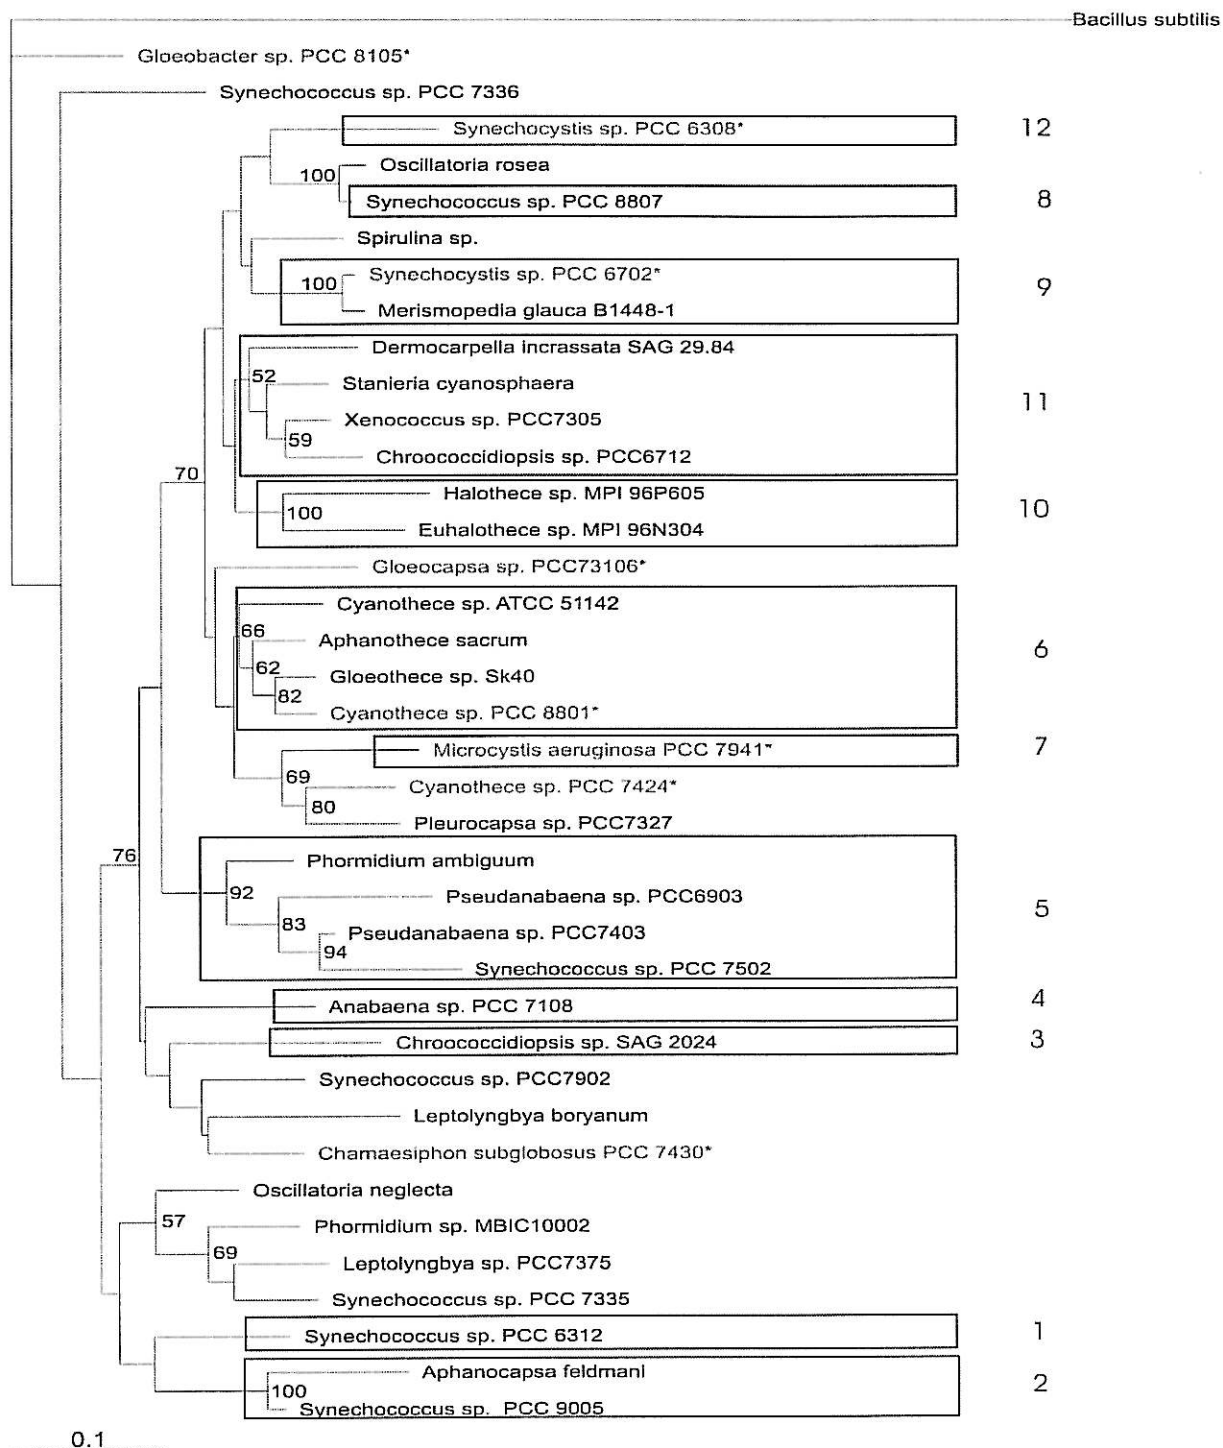 Bacillus subtilis
Gloeobacter sp. PCC 8105*
Synechococcus sp. PCC 7336
Synechocystis sp. PCC 6308* 12
Oscillatoria rosea
100
Synechococcus sp. PCC 8807 8
Spirulina sp.
Synechocystis sp. PCC 6702*
100 9
Merismopedia glauca B1448-1
Dermocarpella incrassata SAG 29.84
52
Stanieria cyanosphaera
11
Xenococcus sp. PCC7305
59
Chroococcidiopsis sp. PCC6712
70
Halothece sp. MPI 96P605
100 10
Euhalothece sp. MPI 96N304
Gloeocapsa sp. PCC73106*
Cyanothece sp. ATCC 51142
66
Aphanothece sacrum
6
62
Gloeothece sp. Sk40
82
Cyanothece sp. PCC 8801*
Microcystis aeruginosa PCC 7941* 7
69
Cyanothece sp. PCC 7424*
80
Pleurocapsa sp. PCC7327
76
Phormidium ambiguum
92
Pseudanabaena sp. PCC6903
5
83
Pseudanabaena sp. PCC7403
94
Synechococcus sp. PCC 7502
Anabaena sp. PCC 7108 4
Chroococcidiopsis sp. SAG 2024 3
Synechococcus sp. PCC7902
Leptolyngbya boryanum
Chamaesiphon subglobosus PCC 7430*
Oscillatoria neglecta
57
Phormidium sp. MBIC10002
69
Leptolyngbya sp. PCC7375
Synechococcus sp. PCC 7335
Synechococcus sp. PCC 6312 1
Aphanocapsa feldmani
100 2
Synechococcus sp. PCC 9005
0.1